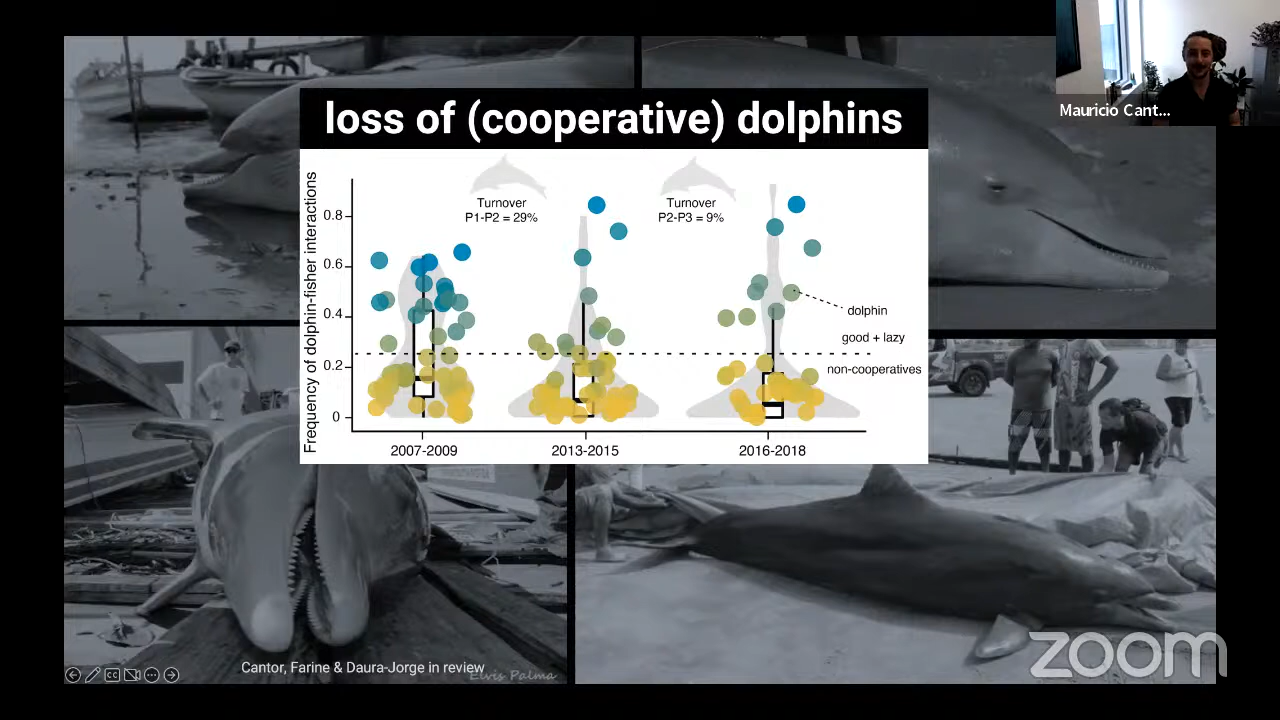 Mauricio Cant...
loss of (cooperative) dolphins
Frequency of dolphin-fisher interactions
0.8
0.6
0.4
0.2
0
Turnover
P1-P2 = 29%
Turnover
P2-P3 = 9%
dolphin
good + lazy
non-cooperatives
2007-2009
2013-2015
2016-2018
Cantor, Farine & Daura-Jorge in review
Elvis Palma
CC
zoom